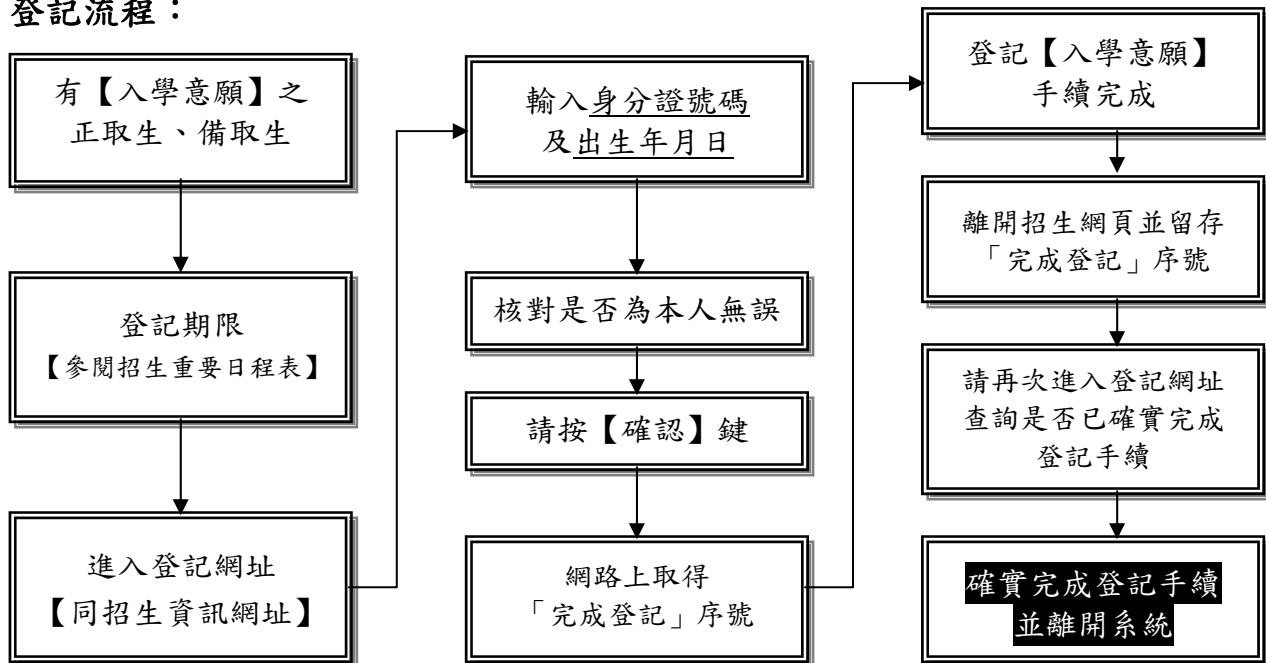 登記流程：
有【入學意願】之
正取生、備取生
登記期限
【參閱招生重要日程表】
進入登記網址
【同招生資訊網址】
輸入身分證號碼
及出生年月日
核對是否為本人無誤
請按【確認】鍵
網路上取得
「完成登記」序號
登記【入學意願】
手續完成
離開招生網頁並留存
「完成登記」序號
請再次進入登記網址
查詢是否已確實完成
登記手續
確實完成登記手續
並離開系統